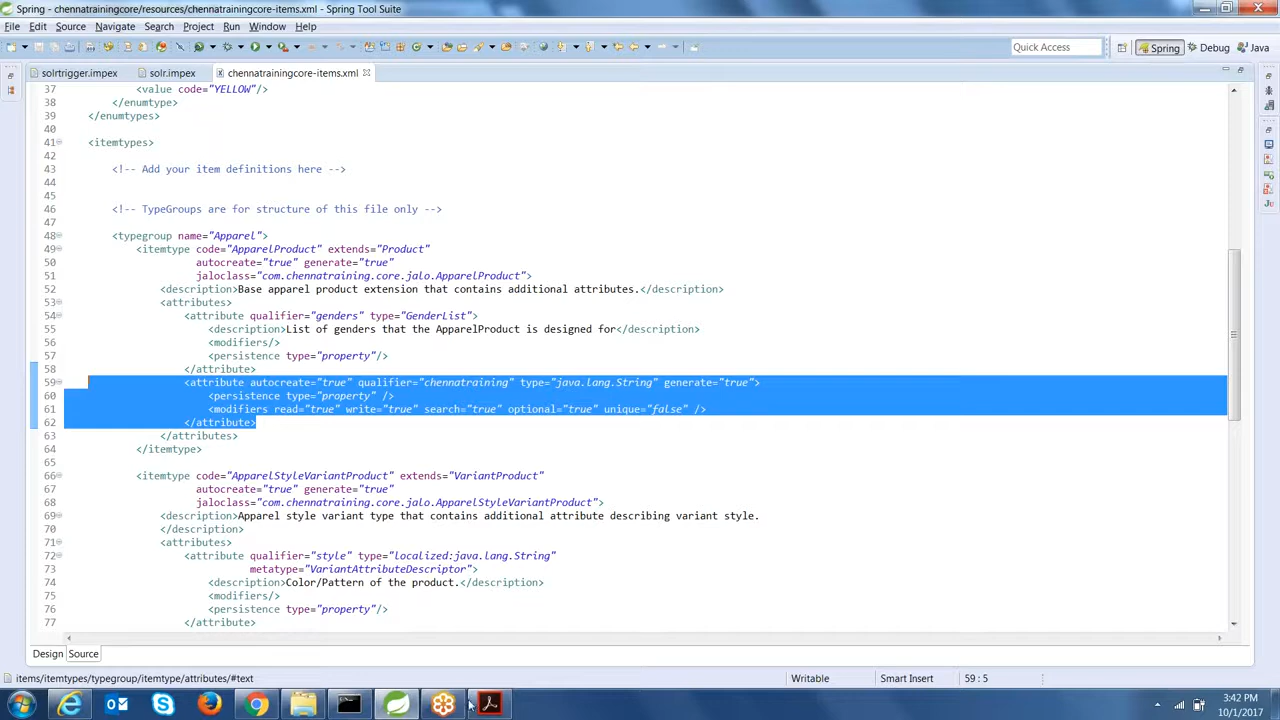 Spring - chennatrainingcore/resources/chennatrainingcore-items.xml - Spring Tool Suite
File Edit Source Navigate Search Project Run Window Help
Quick Access Spring Debug Java
solrtrigger.impex solr.impex chennatrainingcore-items.xml
37 <value code="YELLOW"/>
38 </enumtype>
39 </enumtypes>
40
41 <itemtypes>
42
43 <!-- Add your item definitions here -->
44
45
46 <!-- TypeGroups are for structure of this file only -->
47
48 <typegroup name="Apparel">
49 <itemtype code="ApparelProduct" extends="Product"
50 autocreate="true" generate="true"
51 jaloclass="com.chennatraining.core.jalo.ApparelProduct">
52 <description>Base apparel product extension that contains additional attributes.</description>
53 <attributes>
54 <attribute qualifier="genders" type="GenderList">
55 <description>List of genders that the ApparelProduct is designed for</description>
56 <modifiers/>
57 <persistence type="property"/>
58 </attribute>
59 <attribute autocreate="true" qualifier="chennatraining" type="java.lang.String" generate="true">
60 <persistence type="property" />
61 <modifiers read="true" write="true" search="true" optional="true" unique="false" />
62 </attribute>
63 </attributes>
64 </itemtype>
65
66 <itemtype code="ApparelStyleVariantProduct" extends="VariantProduct"
67 autocreate="true" generate="true"
68 jaloclass="com.chennatraining.core.jalo.ApparelStyleVariantProduct">
69 <description>Apparel style variant type that contains additional attribute describing variant style.
70 </description>
71 <attributes>
72 <attribute qualifier="style" type="localized:java.lang.String"
73 metatype="VariantAttributeDescriptor">
74 <description>Color/Pattern of the product.</description>
75 <modifiers/>
76 <persistence type="property"/>
77 </attribute>
Design Source
items/itemtypes/typegroup/itemtype/attributes/#text Writable Smart Insert 59 : 5
3:42 PM
10/1/2017